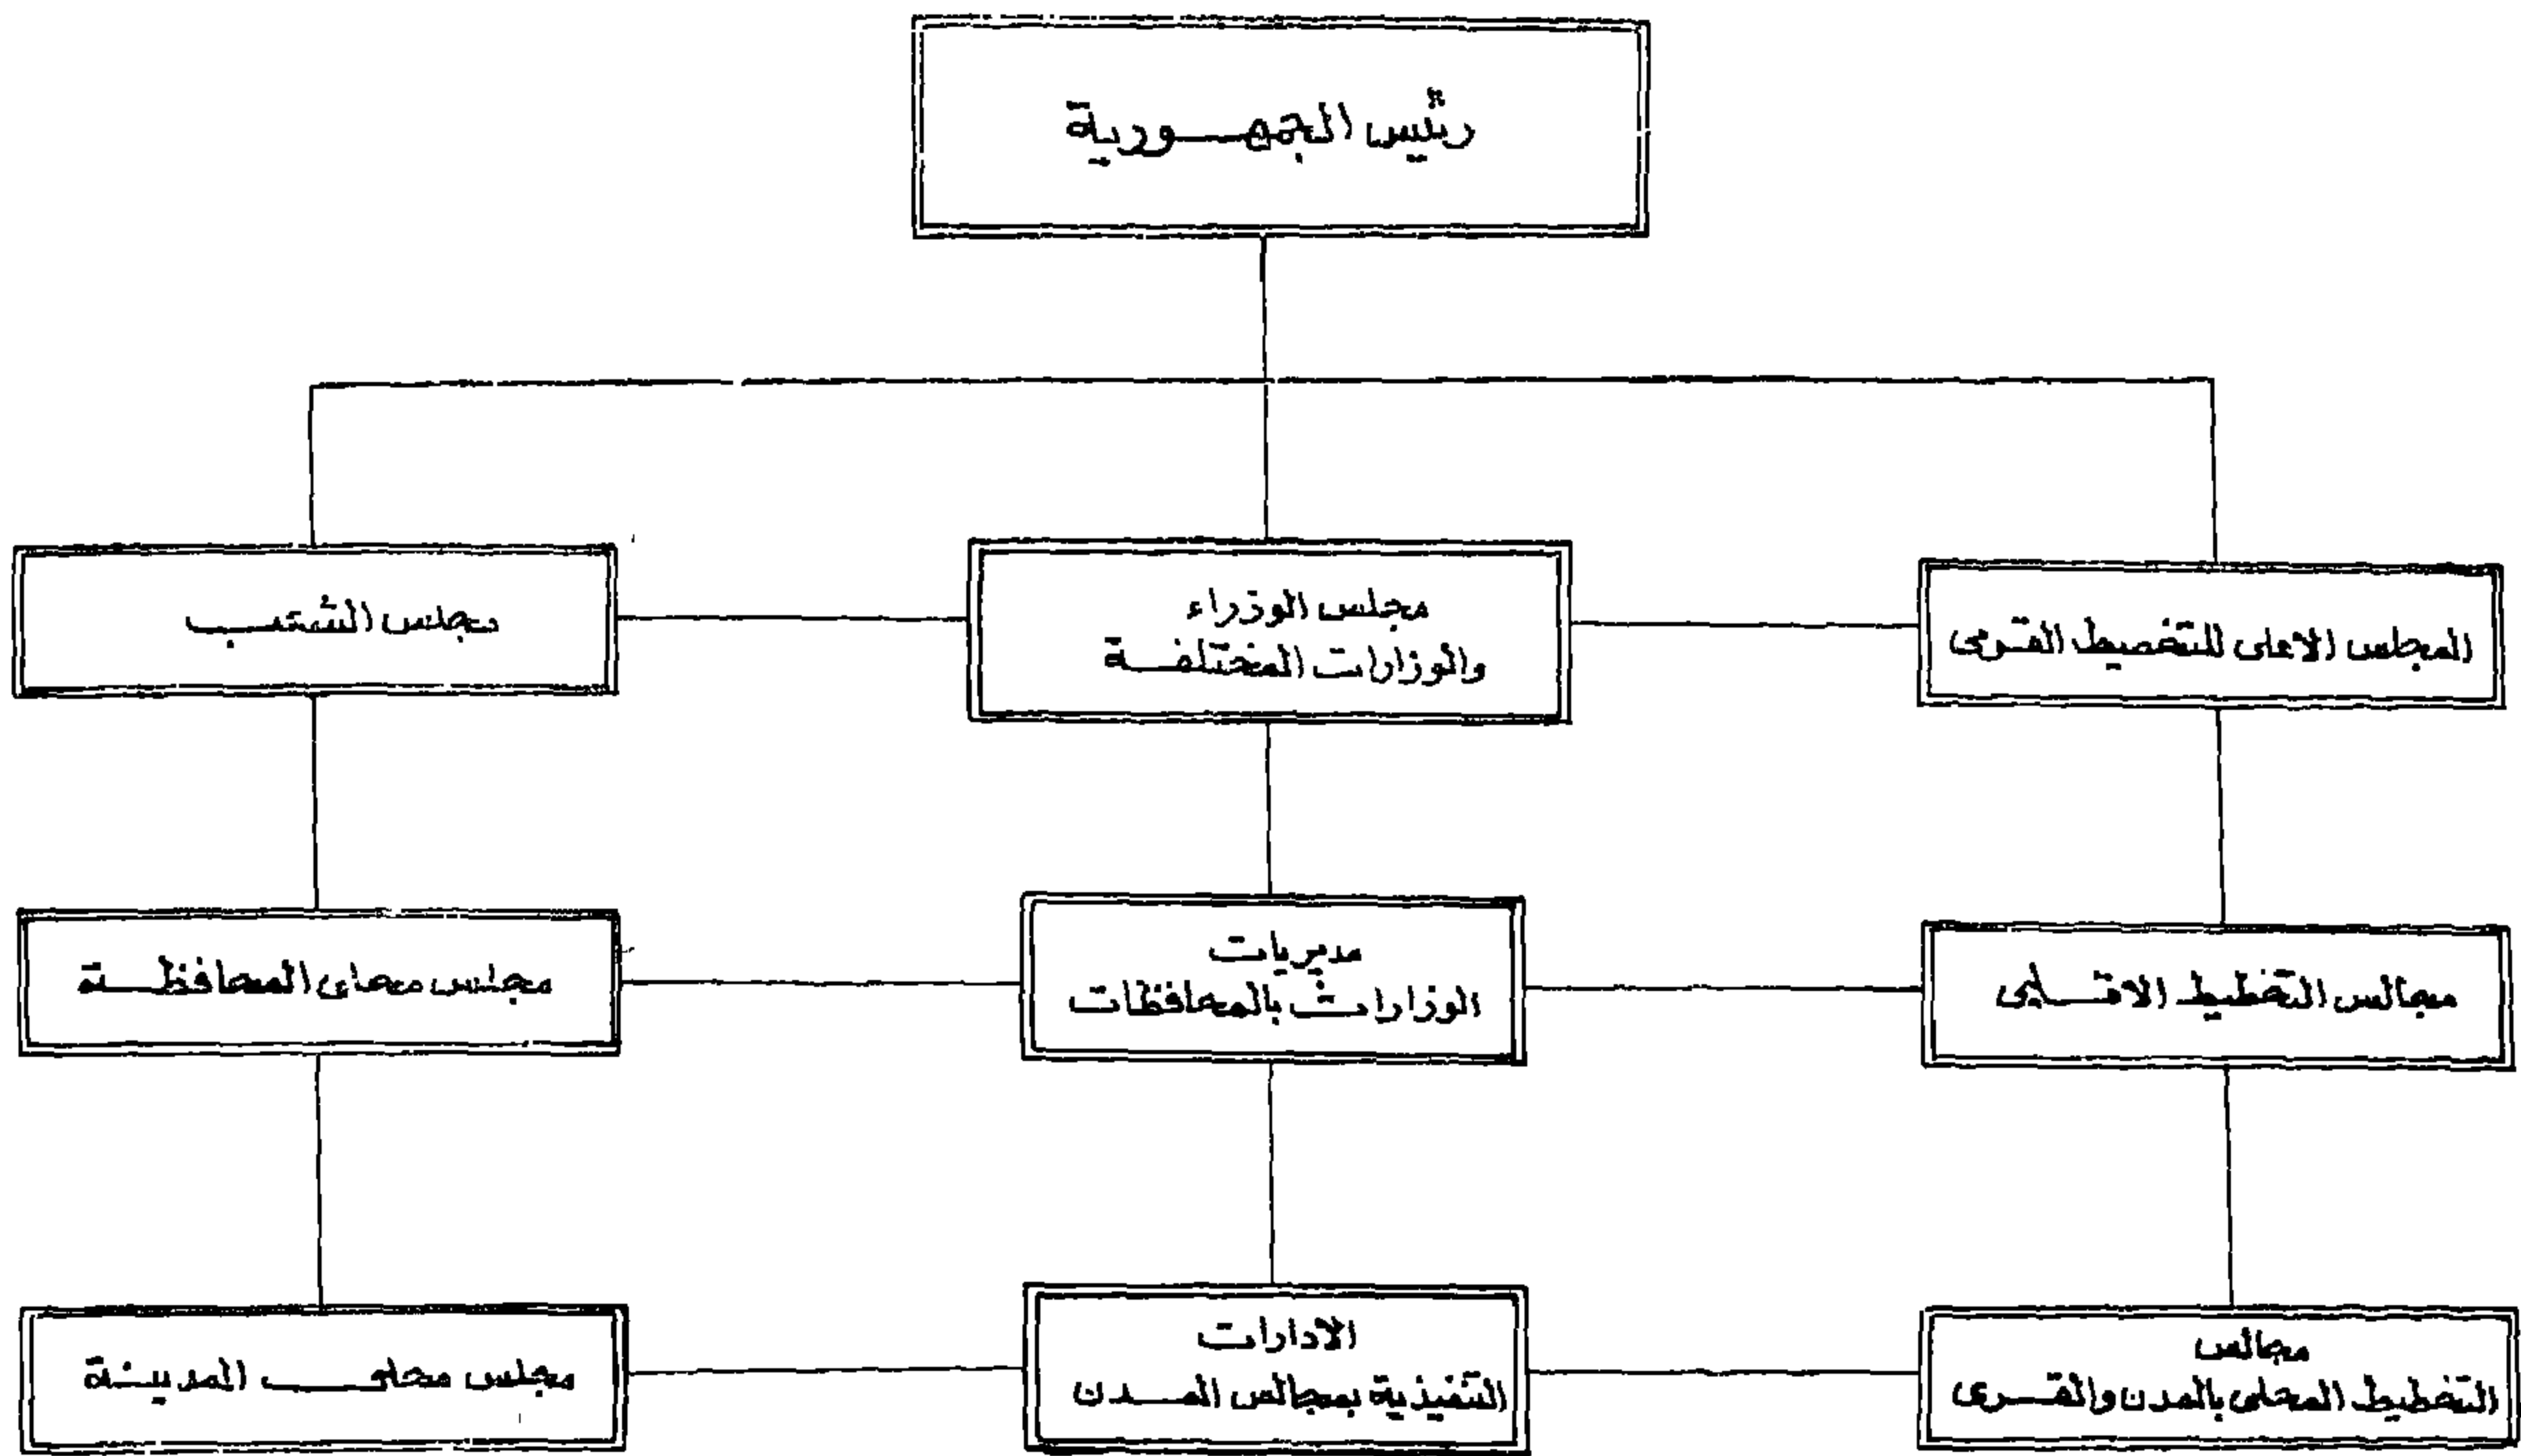 رئيس الجمهورية
المجلس الاعلى للتخطيط القومى
مجلس الوزراء
والوزارات المختلفة
مجلس الشعب
مجالس التخطيط الاقليمى
مديريات
الوزارات بالمحافظات
مجلس محلى المحافظة
مجالس
التخطيط المحلى بالمدن والقرى
الادارات
التنفيذية بمجالس المدن
مجلس محلى المدينة